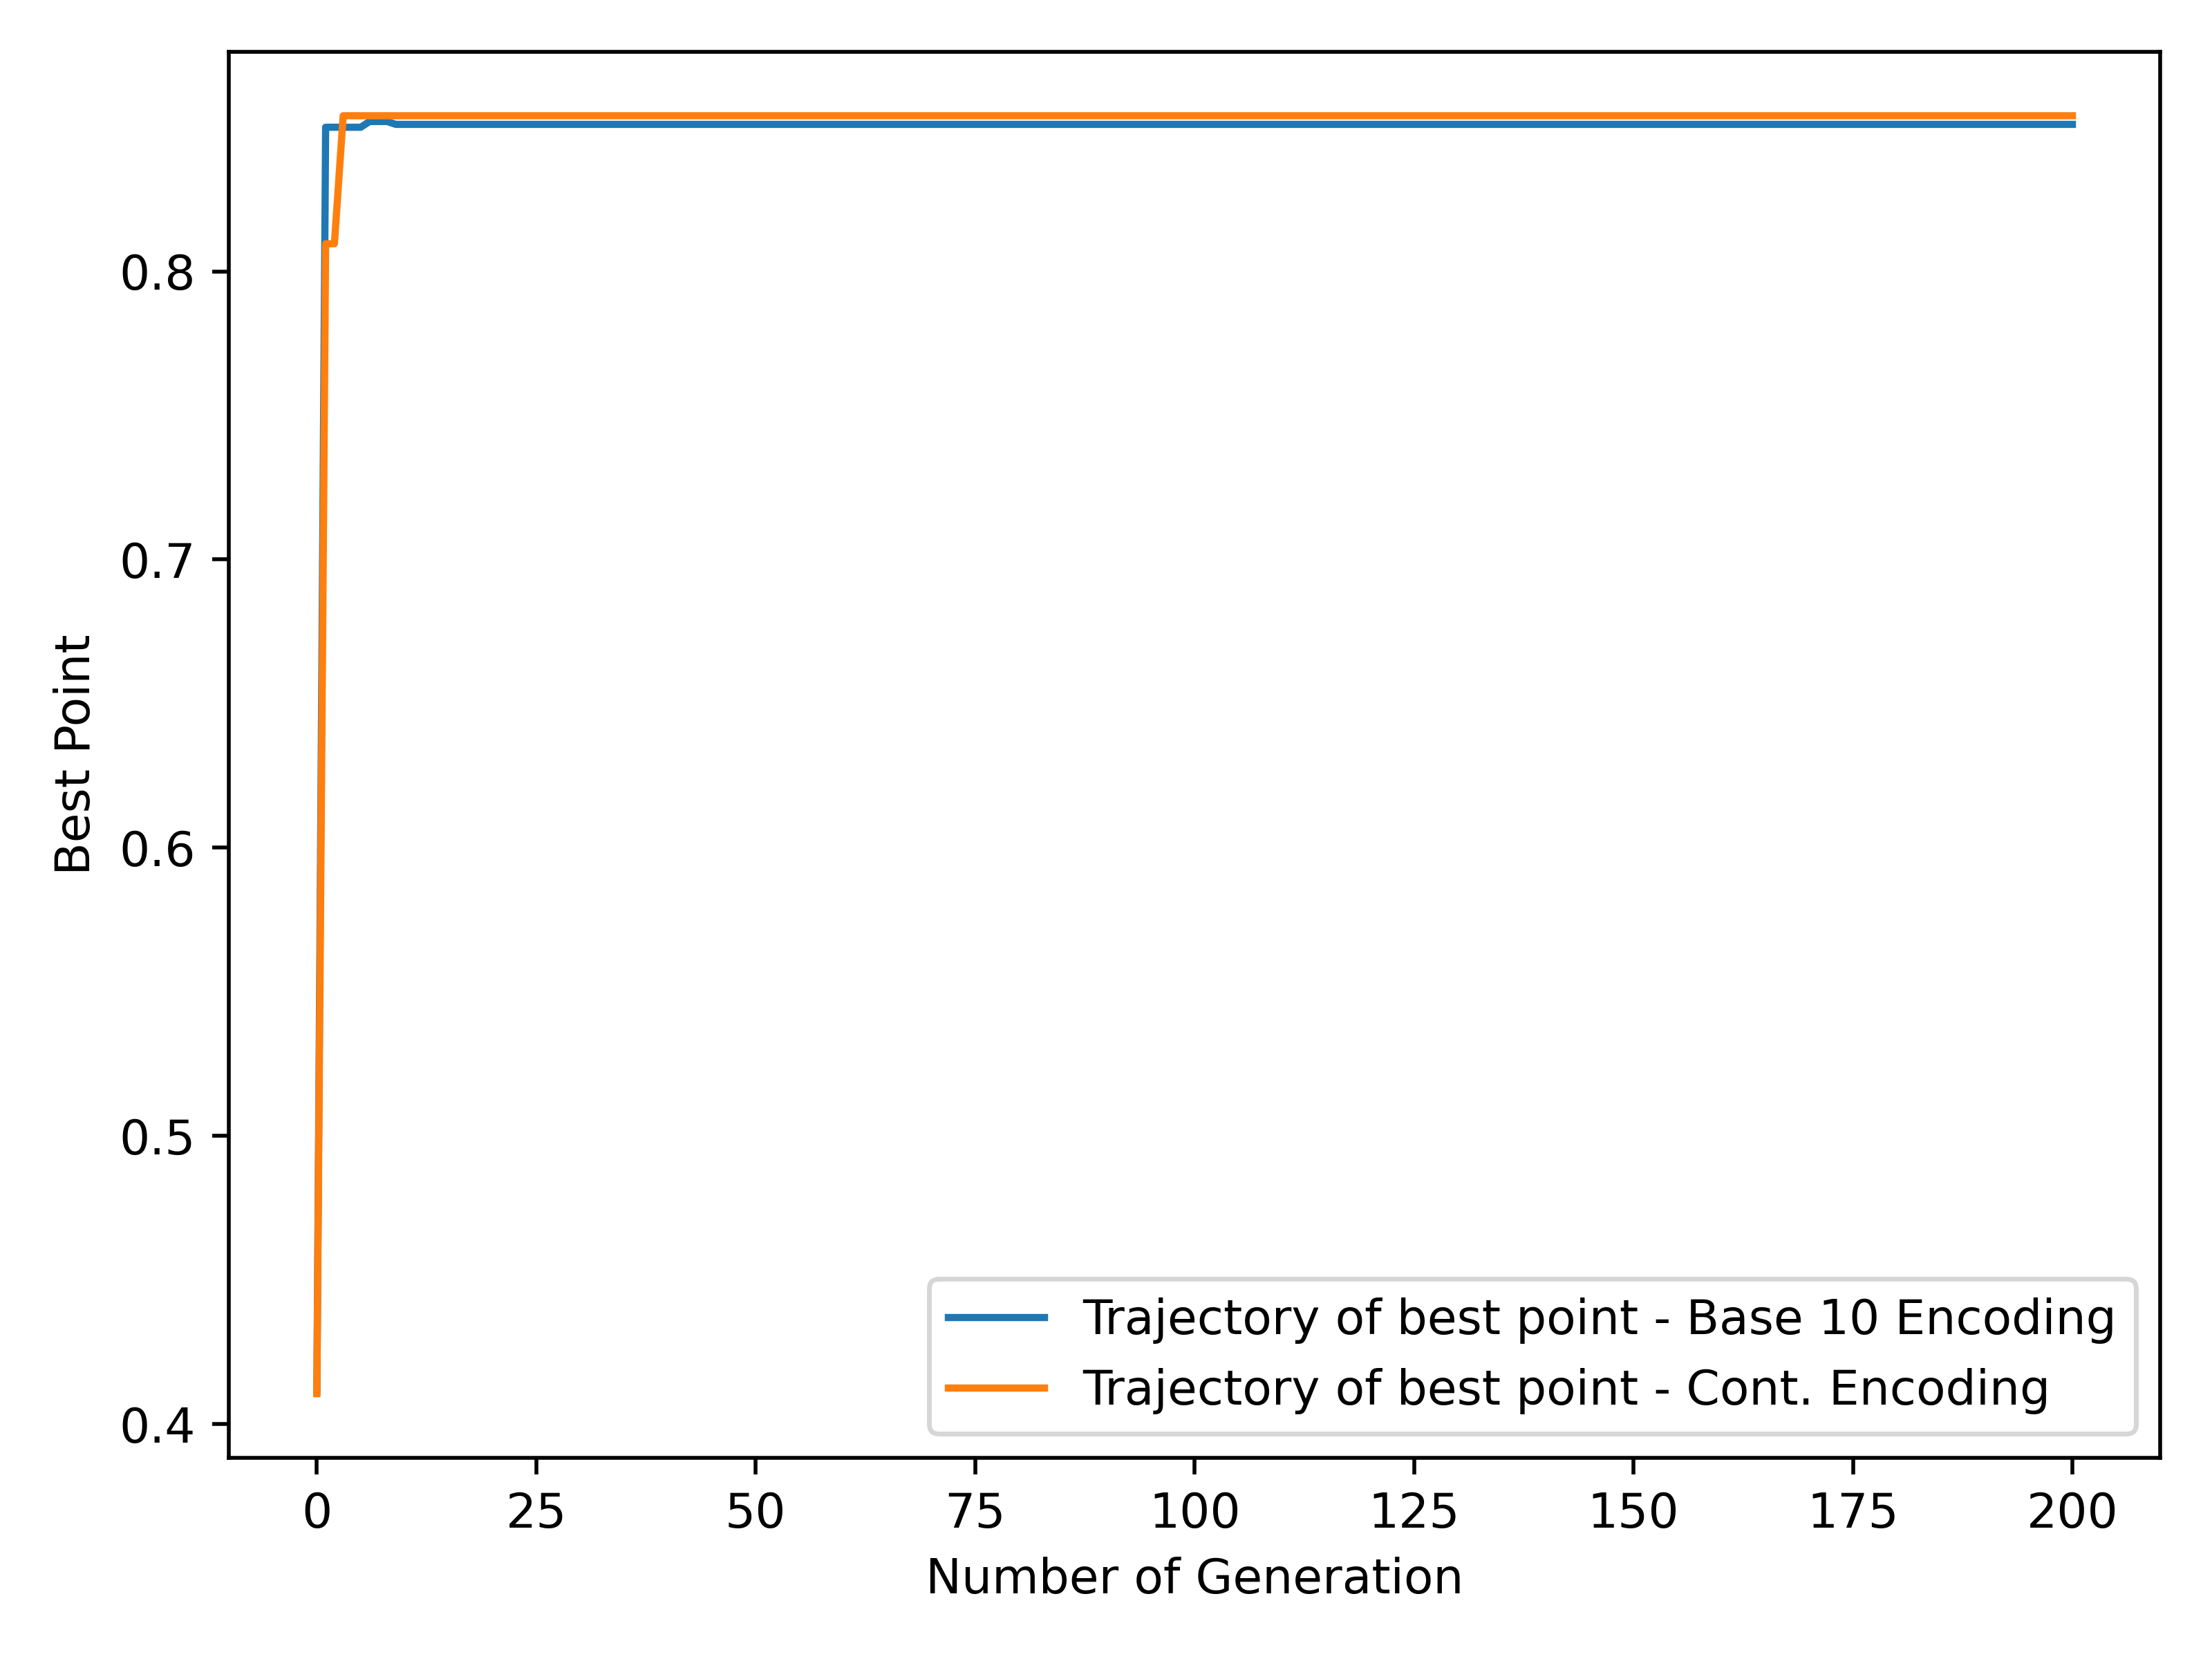 0.8
0.7
0.6
0.5
0.4
Best Point
Trajectory of best point - Base 10 Encoding
Trajectory of best point - Cont. Encoding
0 25 50 75 100 125 150 175 200
Number of Generation